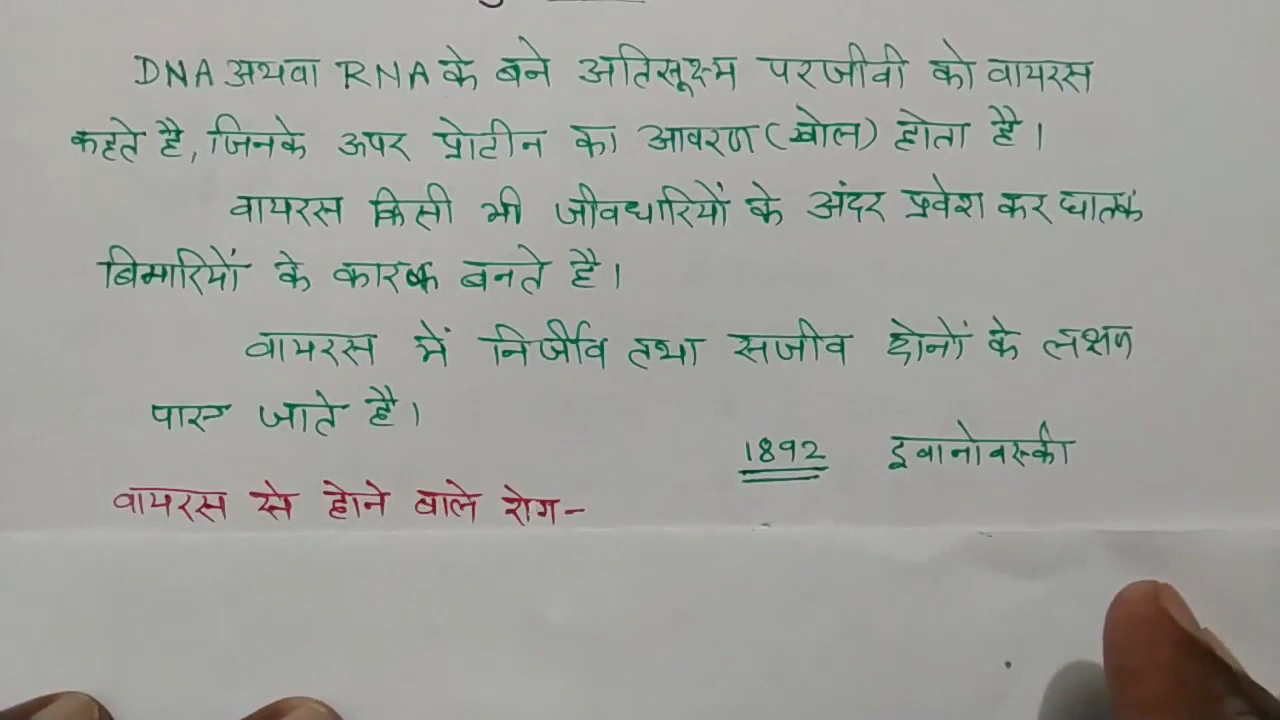 DNA अथवा RNA के बने अतिसूक्ष्म परजीवी को वायरस
कहते है, जिनके ऊपर प्रोटीन का आवरण (खोल) होता है।
वायरस किसी भी जीवधारियों के अंदर प्रवेश कर घातक
बिमारियों के कारक बनते है।
वायरस में निर्जीव तथा सजीव दोनों के लक्षण
पाए जाते है।
1892 इवानोवस्की
वायरस से होने वाले रोग-